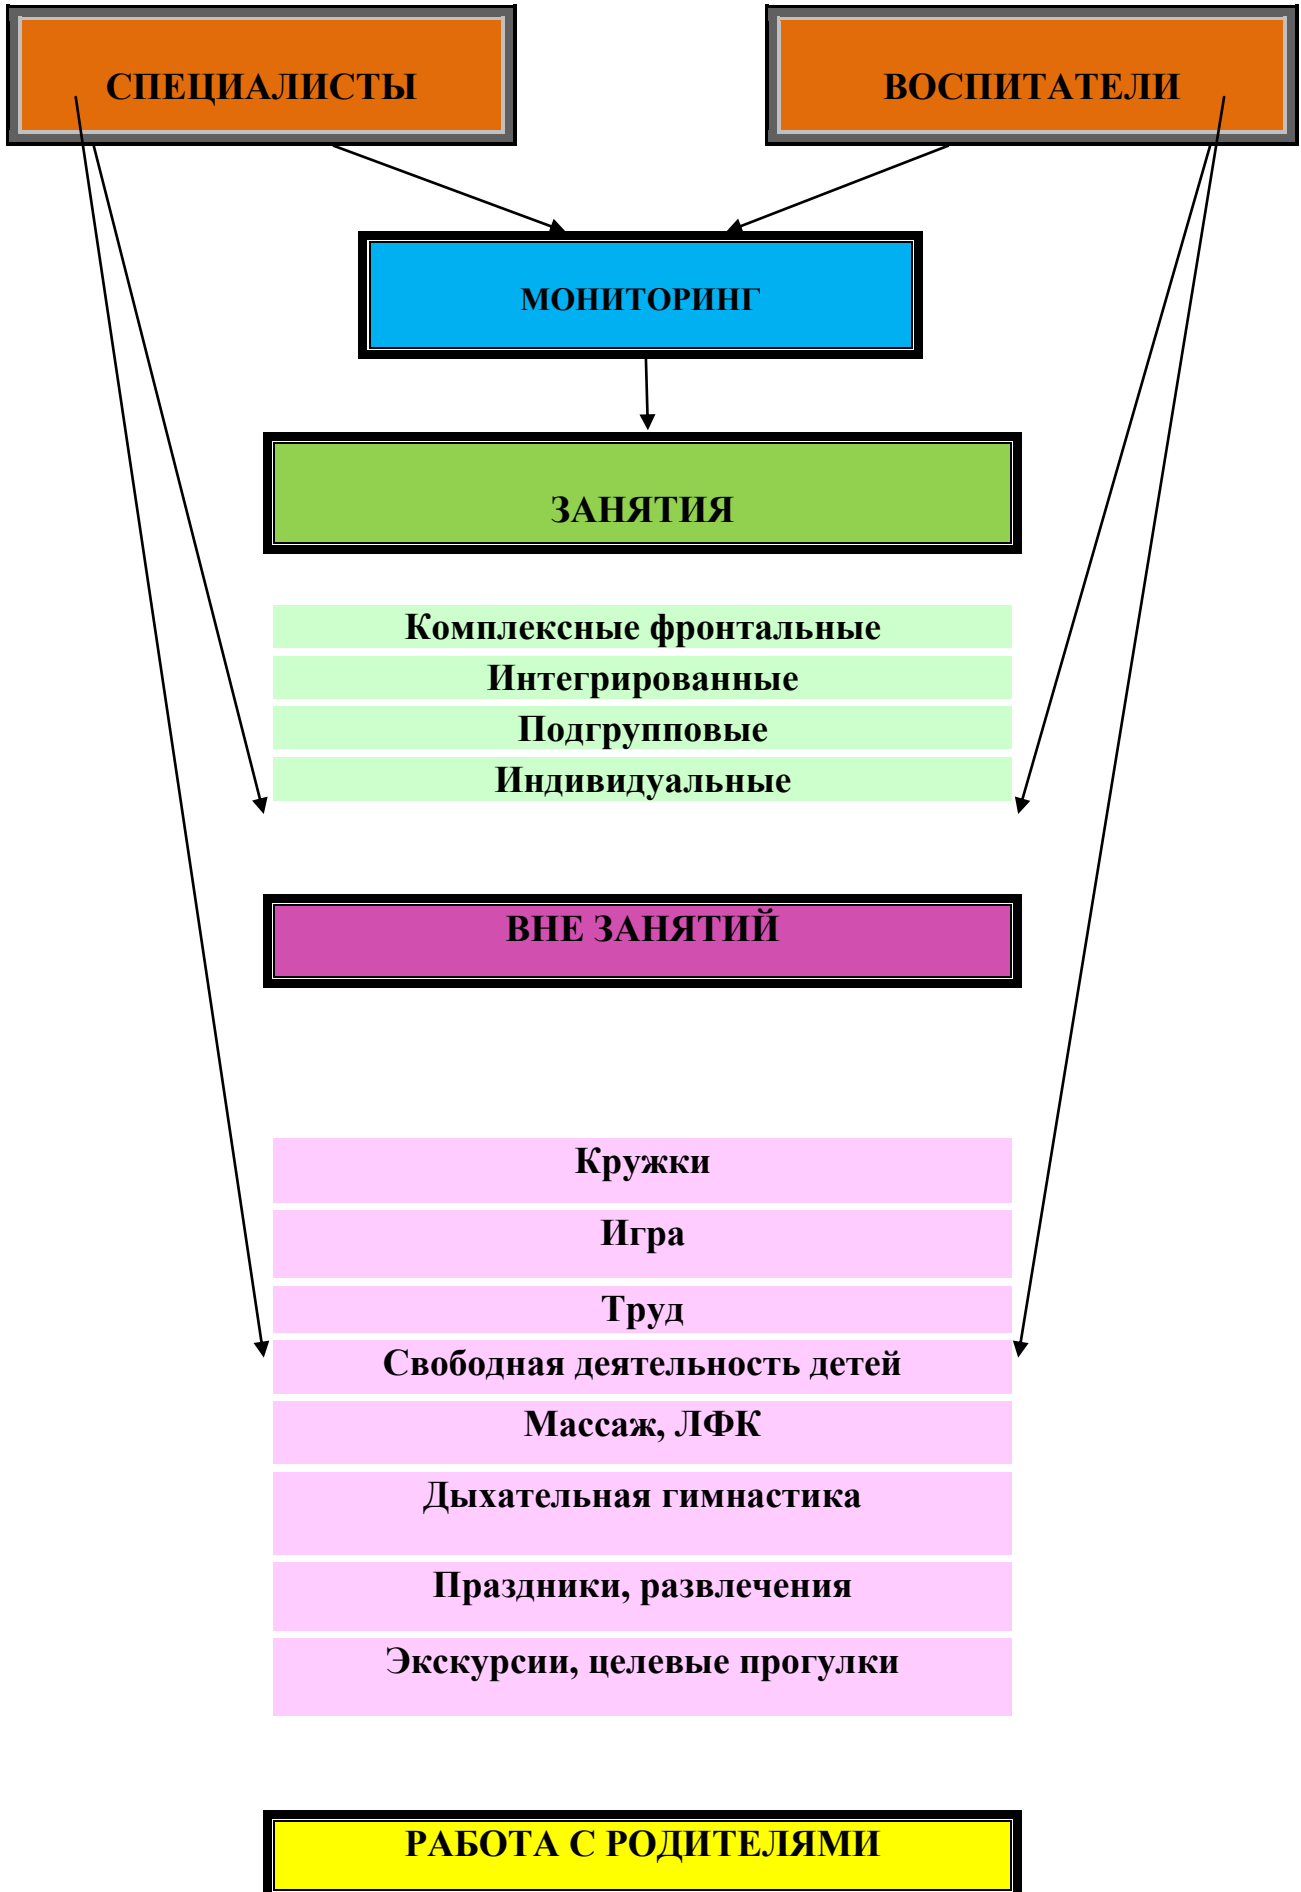 СПЕЦИАЛИСТЫ
ВОСПИТАТЕЛИ
МОНИТОРИНГ
ЗАНЯТИЯ
Комплексные фронтальные
Интегрированные
Подгрупповые
Индивидуальные
ВНЕ ЗАНЯТИЙ
Кружки
Игра
Труд
Свободная деятельность детей
Массаж, ЛФК
Дыхательная гимнастика
Праздники, развлечения
Экскурсии, целевые прогулки
РАБОТА С РОДИТЕЛЯМИ